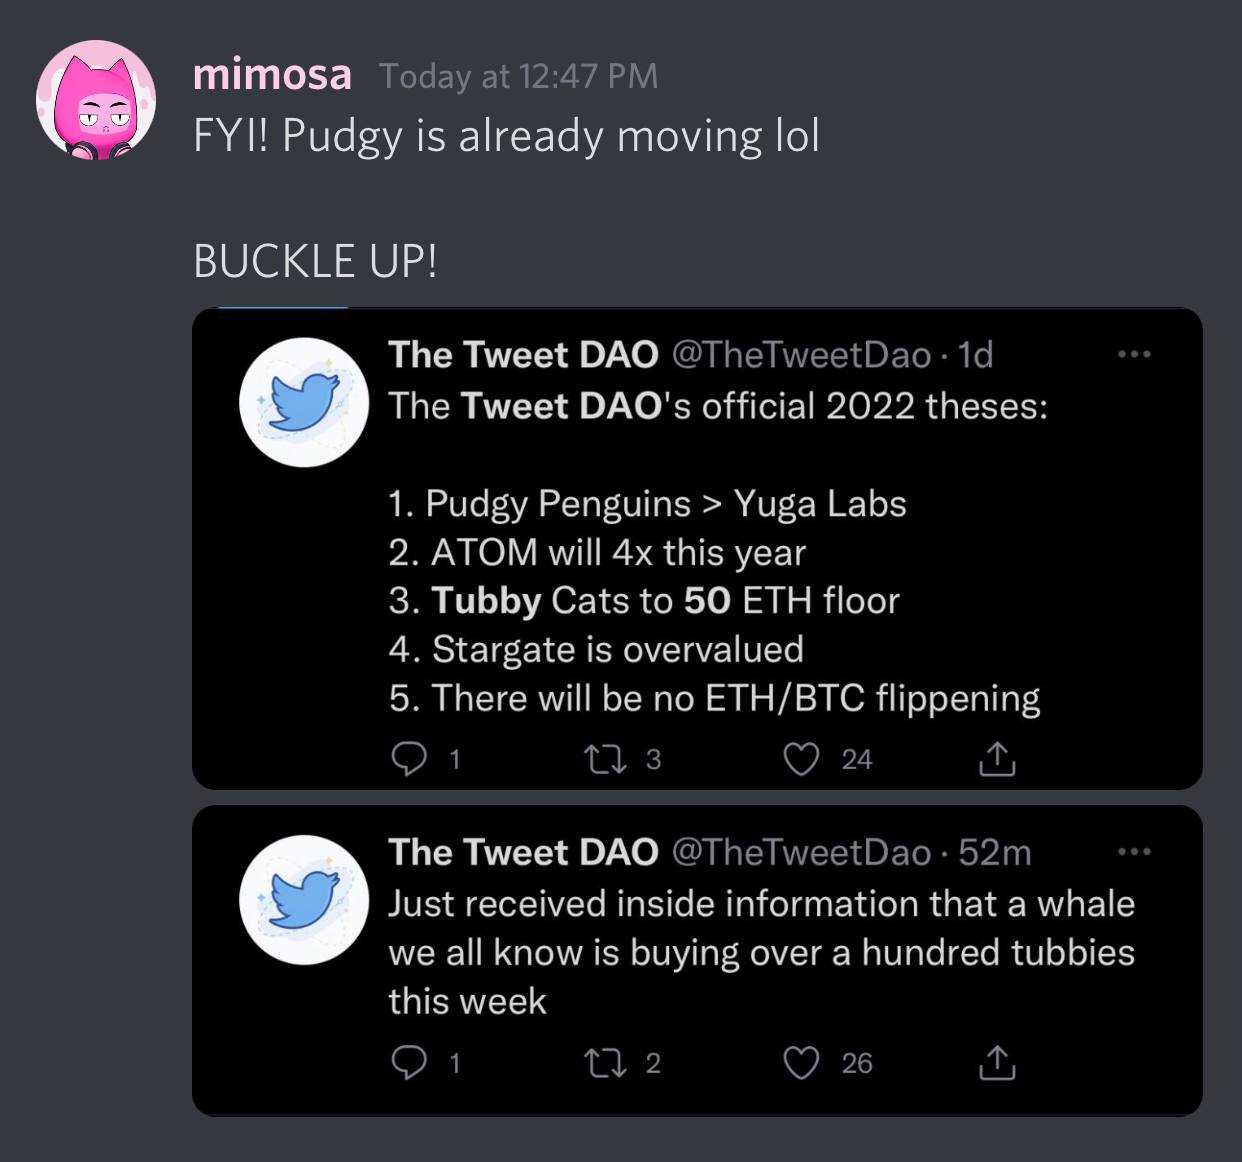 mimosa Today at 12:47 PM
FYI! Pudgy is already moving lol
BUCKLE UP!
The Tweet DAO @TheTweetDao · 1d
The Tweet DAO's official 2022 theses:
1. Pudgy Penguins > Yuga Labs
2. ATOM will 4x this year
3. Tubby Cats to 50 ETH floor
4. Stargate is overvalued
5. There will be no ETH/BTC flippening
1 3 24
The Tweet DAO @TheTweetDao · 52m
Just received inside information that a whale
we all know is buying over a hundred tubbies
this week
1 2 26